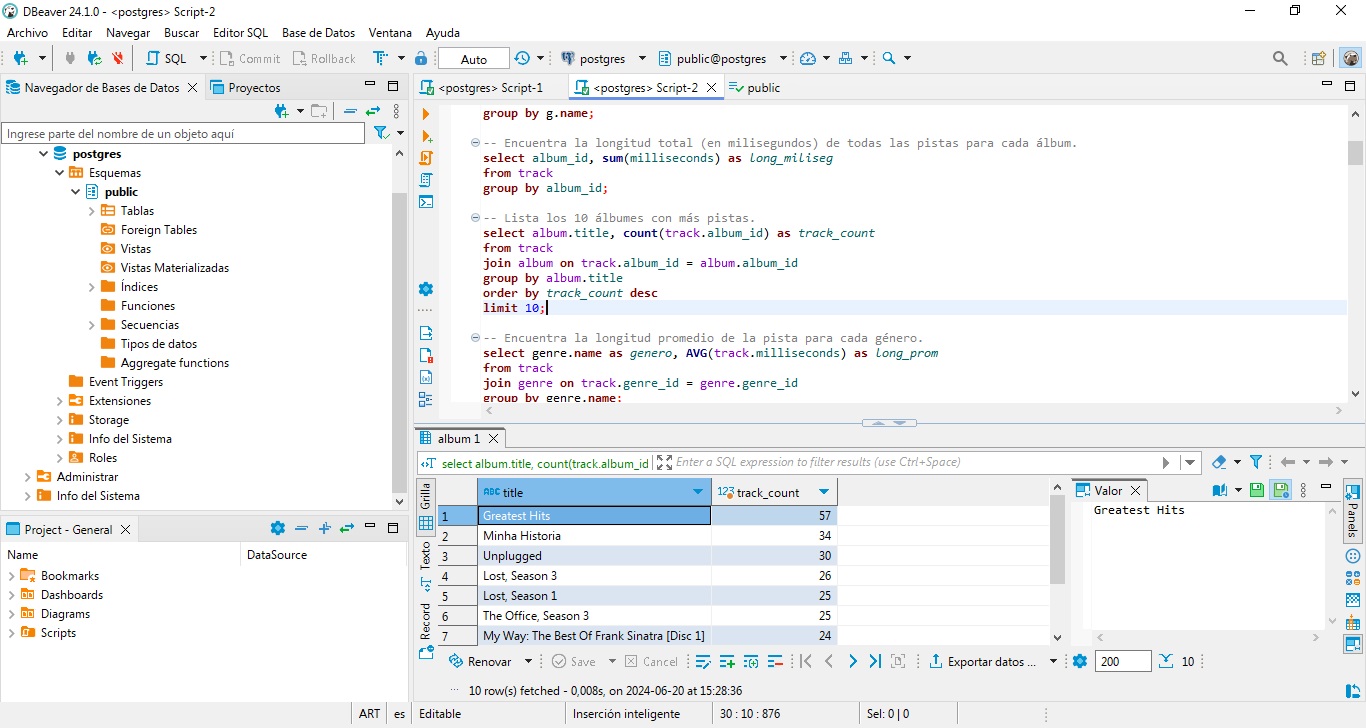 DBeaver 24.1.0 - <postgres> Script-2
Archivo Editar Navegar Buscar Editor SQL Base de Datos Ventana Ayuda
SQL Commit Rollback Auto postgres public@postgres
Navegador de Bases de Datos Proyectos
Ingrese parte del nombre de un objeto aquí
postgres
Esquemas
public
Tablas
Foreign Tables
Vistas
Vistas Materializadas
Índices
Funciones
Secuencias
Tipos de datos
Aggregate functions
Event Triggers
Extensiones
Storage
Info del Sistema
Roles
Administrar
Info del Sistema
Project - General
Name DataSource
Bookmarks
Dashboards
Diagrams
Scripts
<postgres> Script-1 <postgres> Script-2 public
group by g.name;
-- Encuentra la longitud total (en milisegundos) de todas las pistas para cada álbum.
select album_id, sum(milliseconds) as long_miliseg
from track
group by album_id;
-- Lista los 10 álbumes con más pistas.
select album.title, count(track.album_id) as track_count
from track
join album on track.album_id = album.album_id
group by album.title
order by track_count desc
limit 10;
-- Encuentra la longitud promedio de la pista para cada género.
select genre.name as genero, AVG(track.milliseconds) as long_prom
from track
join genre on track.genre_id = genre.genre_id
group by genre.name;
album 1
select album.title, count(track.album_id Enter a SQL expression to filter results (use Ctrl+Space)
Grilla
Texto
Record
ABC title 123 track_count
1 Greatest Hits 57
2 Minha Historia 34
3 Unplugged 30
4 Lost, Season 3 26
5 Lost, Season 1 25
6 The Office, Season 3 25
7 My Way: The Best Of Frank Sinatra [Disc 1] 24
Valor
Greatest Hits
Panels
Renovar Save Cancel Exportar datos ... 200 10
10 row(s) fetched - 0,008s, on 2024-06-20 at 15:28:36
ART es Editable Inserción inteligente 30 : 10 : 876 Sel: 0 | 0